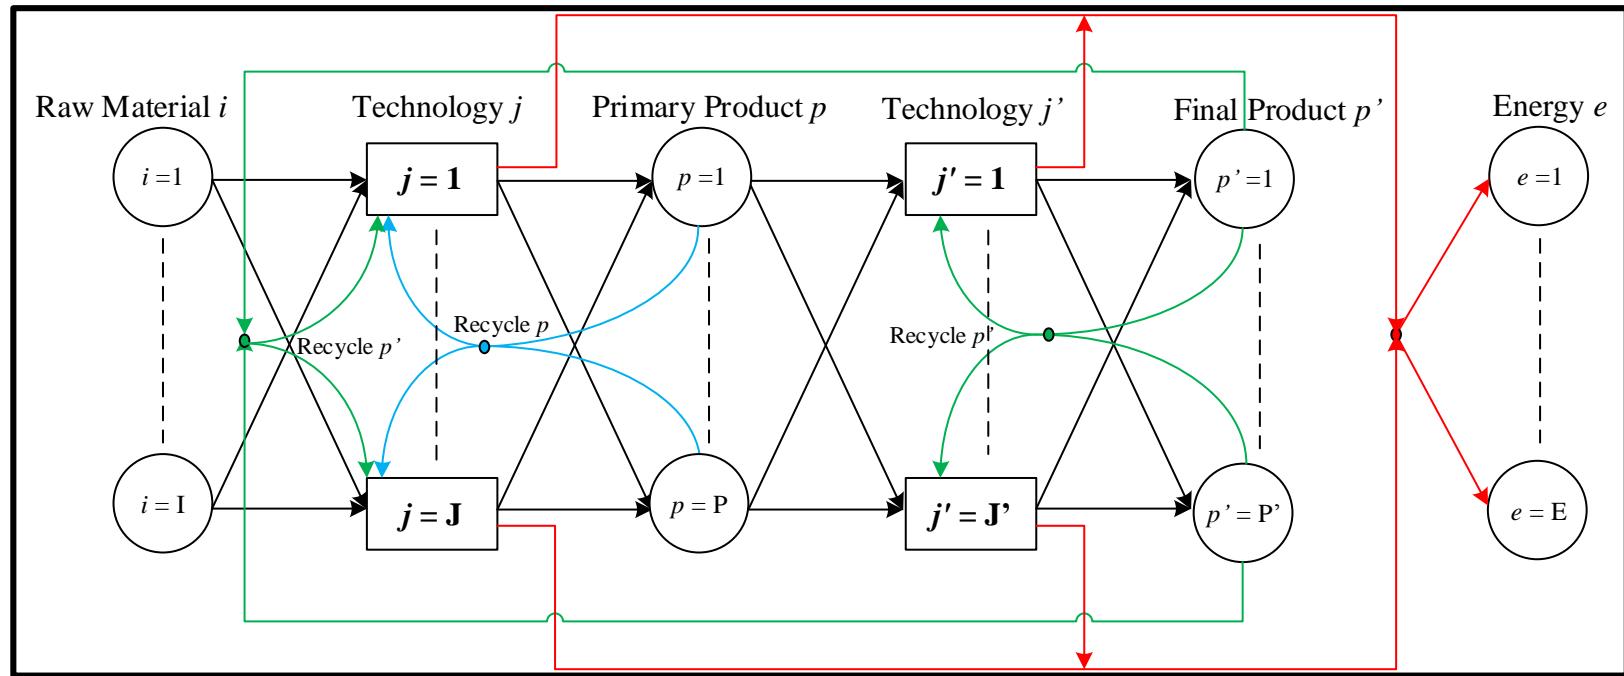 Raw Material i
Technology j
Primary Product p
Technology j’
Final Product p’
Energy e
i =1
j = 1
p =1
j′ = 1
p’ =1
e =1
Recycle p’
Recycle p
Recycle p’
i = I
j = J
p = P
j′ = J’
p’ = P’
e = E